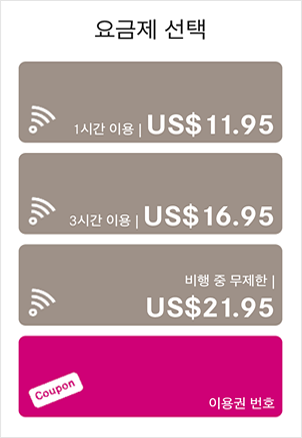 요금제 선택
1시간 이용 | US$11.95
3시간 이용 | US$16.95
비행 중 무제한 |
US$21.95
Coupon
이용권 번호